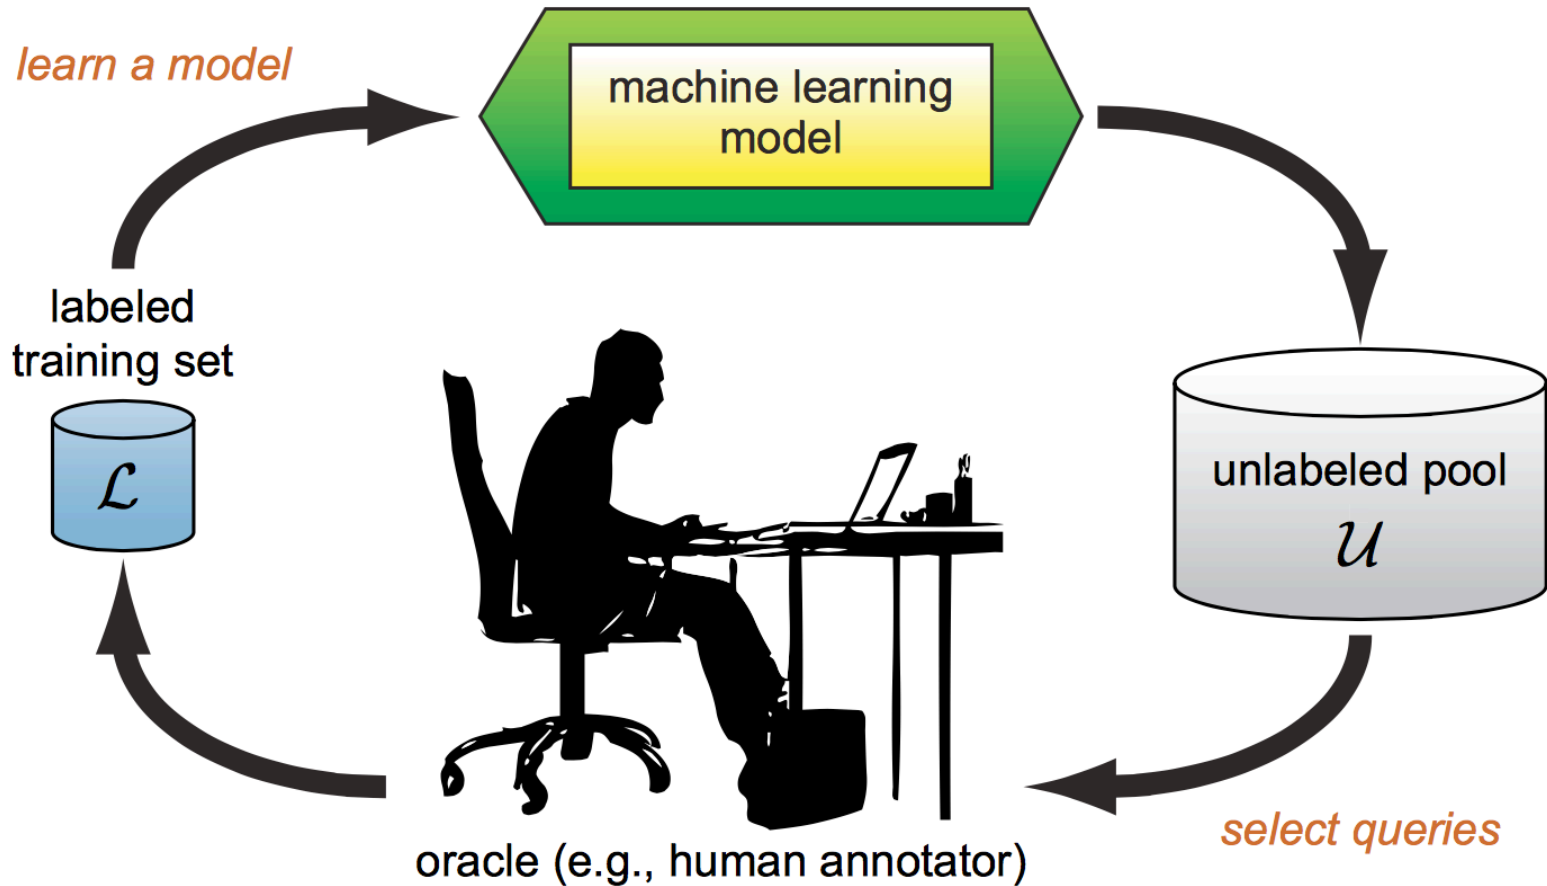 learn a model
machine learning
model
labeled
training set
ℒ
unlabeled pool
𝒰
select queries
oracle (e.g., human annotator)